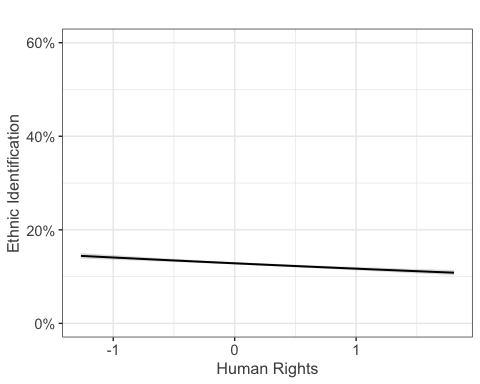 60%
40%
20%
0%
Ethnic Identification
-1 0 1
Human Rights